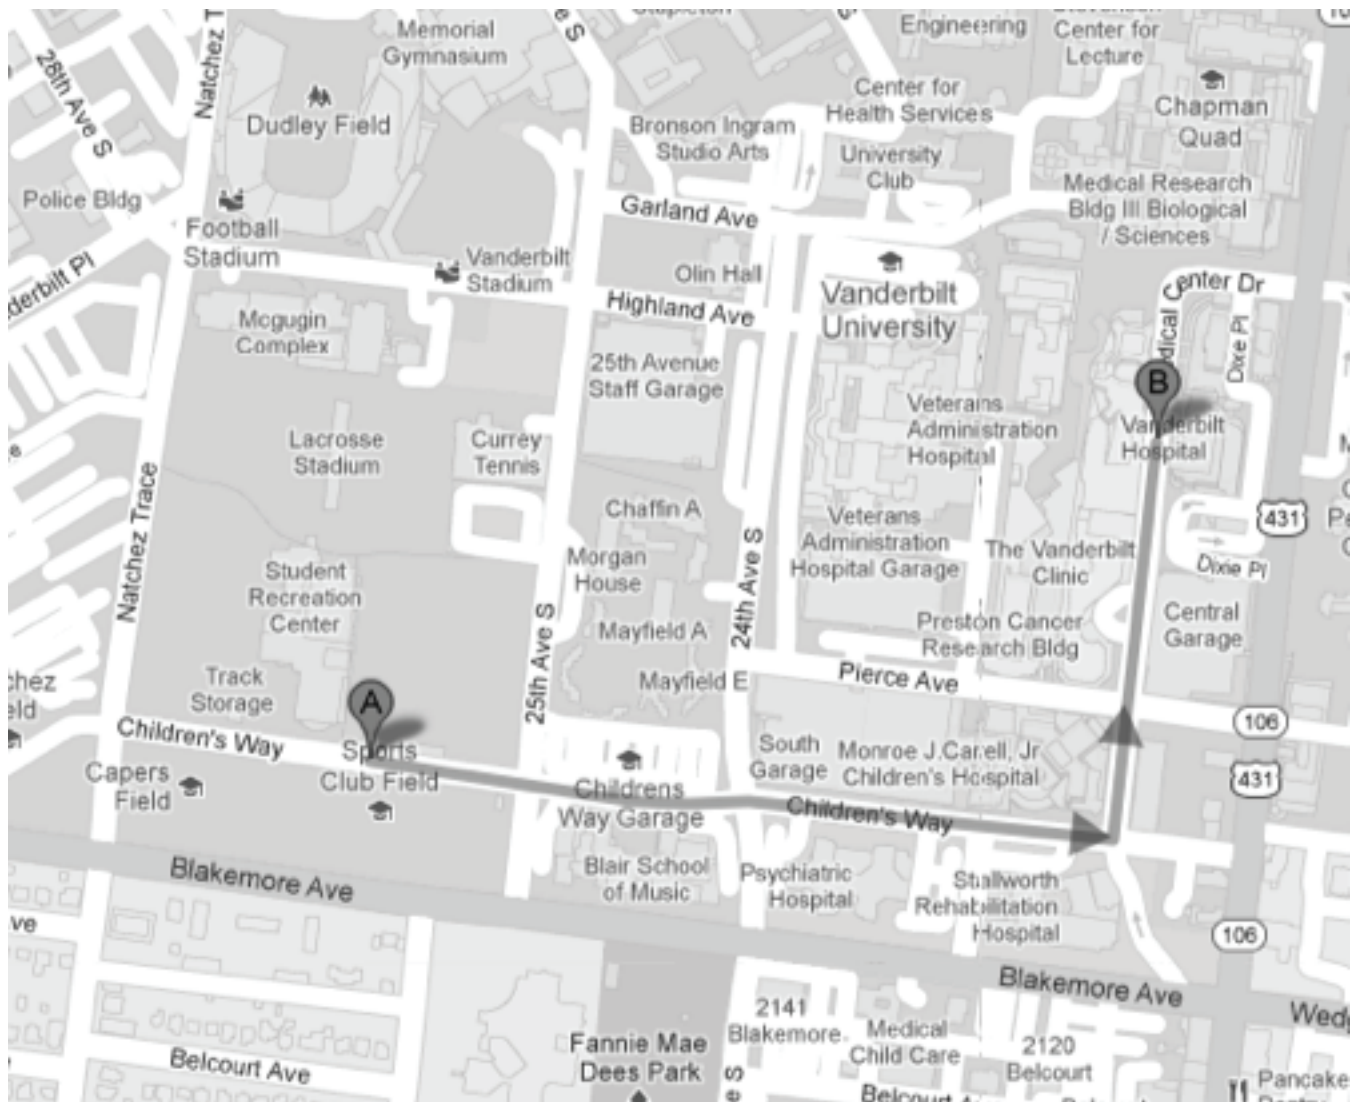 Memorial
Gymnasium
Engineering
Center for
Lecture
Natchez T
28th Ave S
Dudley Field
Center for
Health Services
Chapman
Quad
Bronson Ingram
Studio Arts
University
Club
Police Bldg
Medical Research
Bldg III Biological
/ Sciences
Garland Ave
Football
Stadium
Vanderbilt
Stadium
Olin Hall
Vanderbilt
University
Center Dr
derbilt Pl
Highland Ave
Mcgugin
Complex
Dixie Pl
25th Avenue
Staff Garage
B
Veterans
Administration
Hospital
Vanderbilt
Hospital
Lacrosse
Stadium
Currey
Tennis
Natchez Trace
Chaffin A
431
Veterans
Administration
Hospital Garage
Morgan
House
The Vanderbilt
Clinic
Dixie Pl
Student
Recreation
Center
24th Ave S
Mayfield A
Preston Cancer
Research Bldg
Central
Garage
25th Ave S
Track
Storage
Mayfield E
Pierce Ave
chez
eld
A
106
Children's Way
Sports
Club Field
South
Garage
Monroe J.Carell, Jr
Children's Hospital
431
Capers
Field
Childrens
Way Garage
Children's Way
Blakemore Ave
Blair School
of Music
Psychiatric
Hospital
Stallworth
Rehabilitation
Hospital
ve
106
Blakemore Ave
2141
Blakemore
Wedg
Fannie Mae
Dees Park
Medical
Child Care
2120
Belcourt
Belcourt Ave
e S
Belcourt A
Pancake